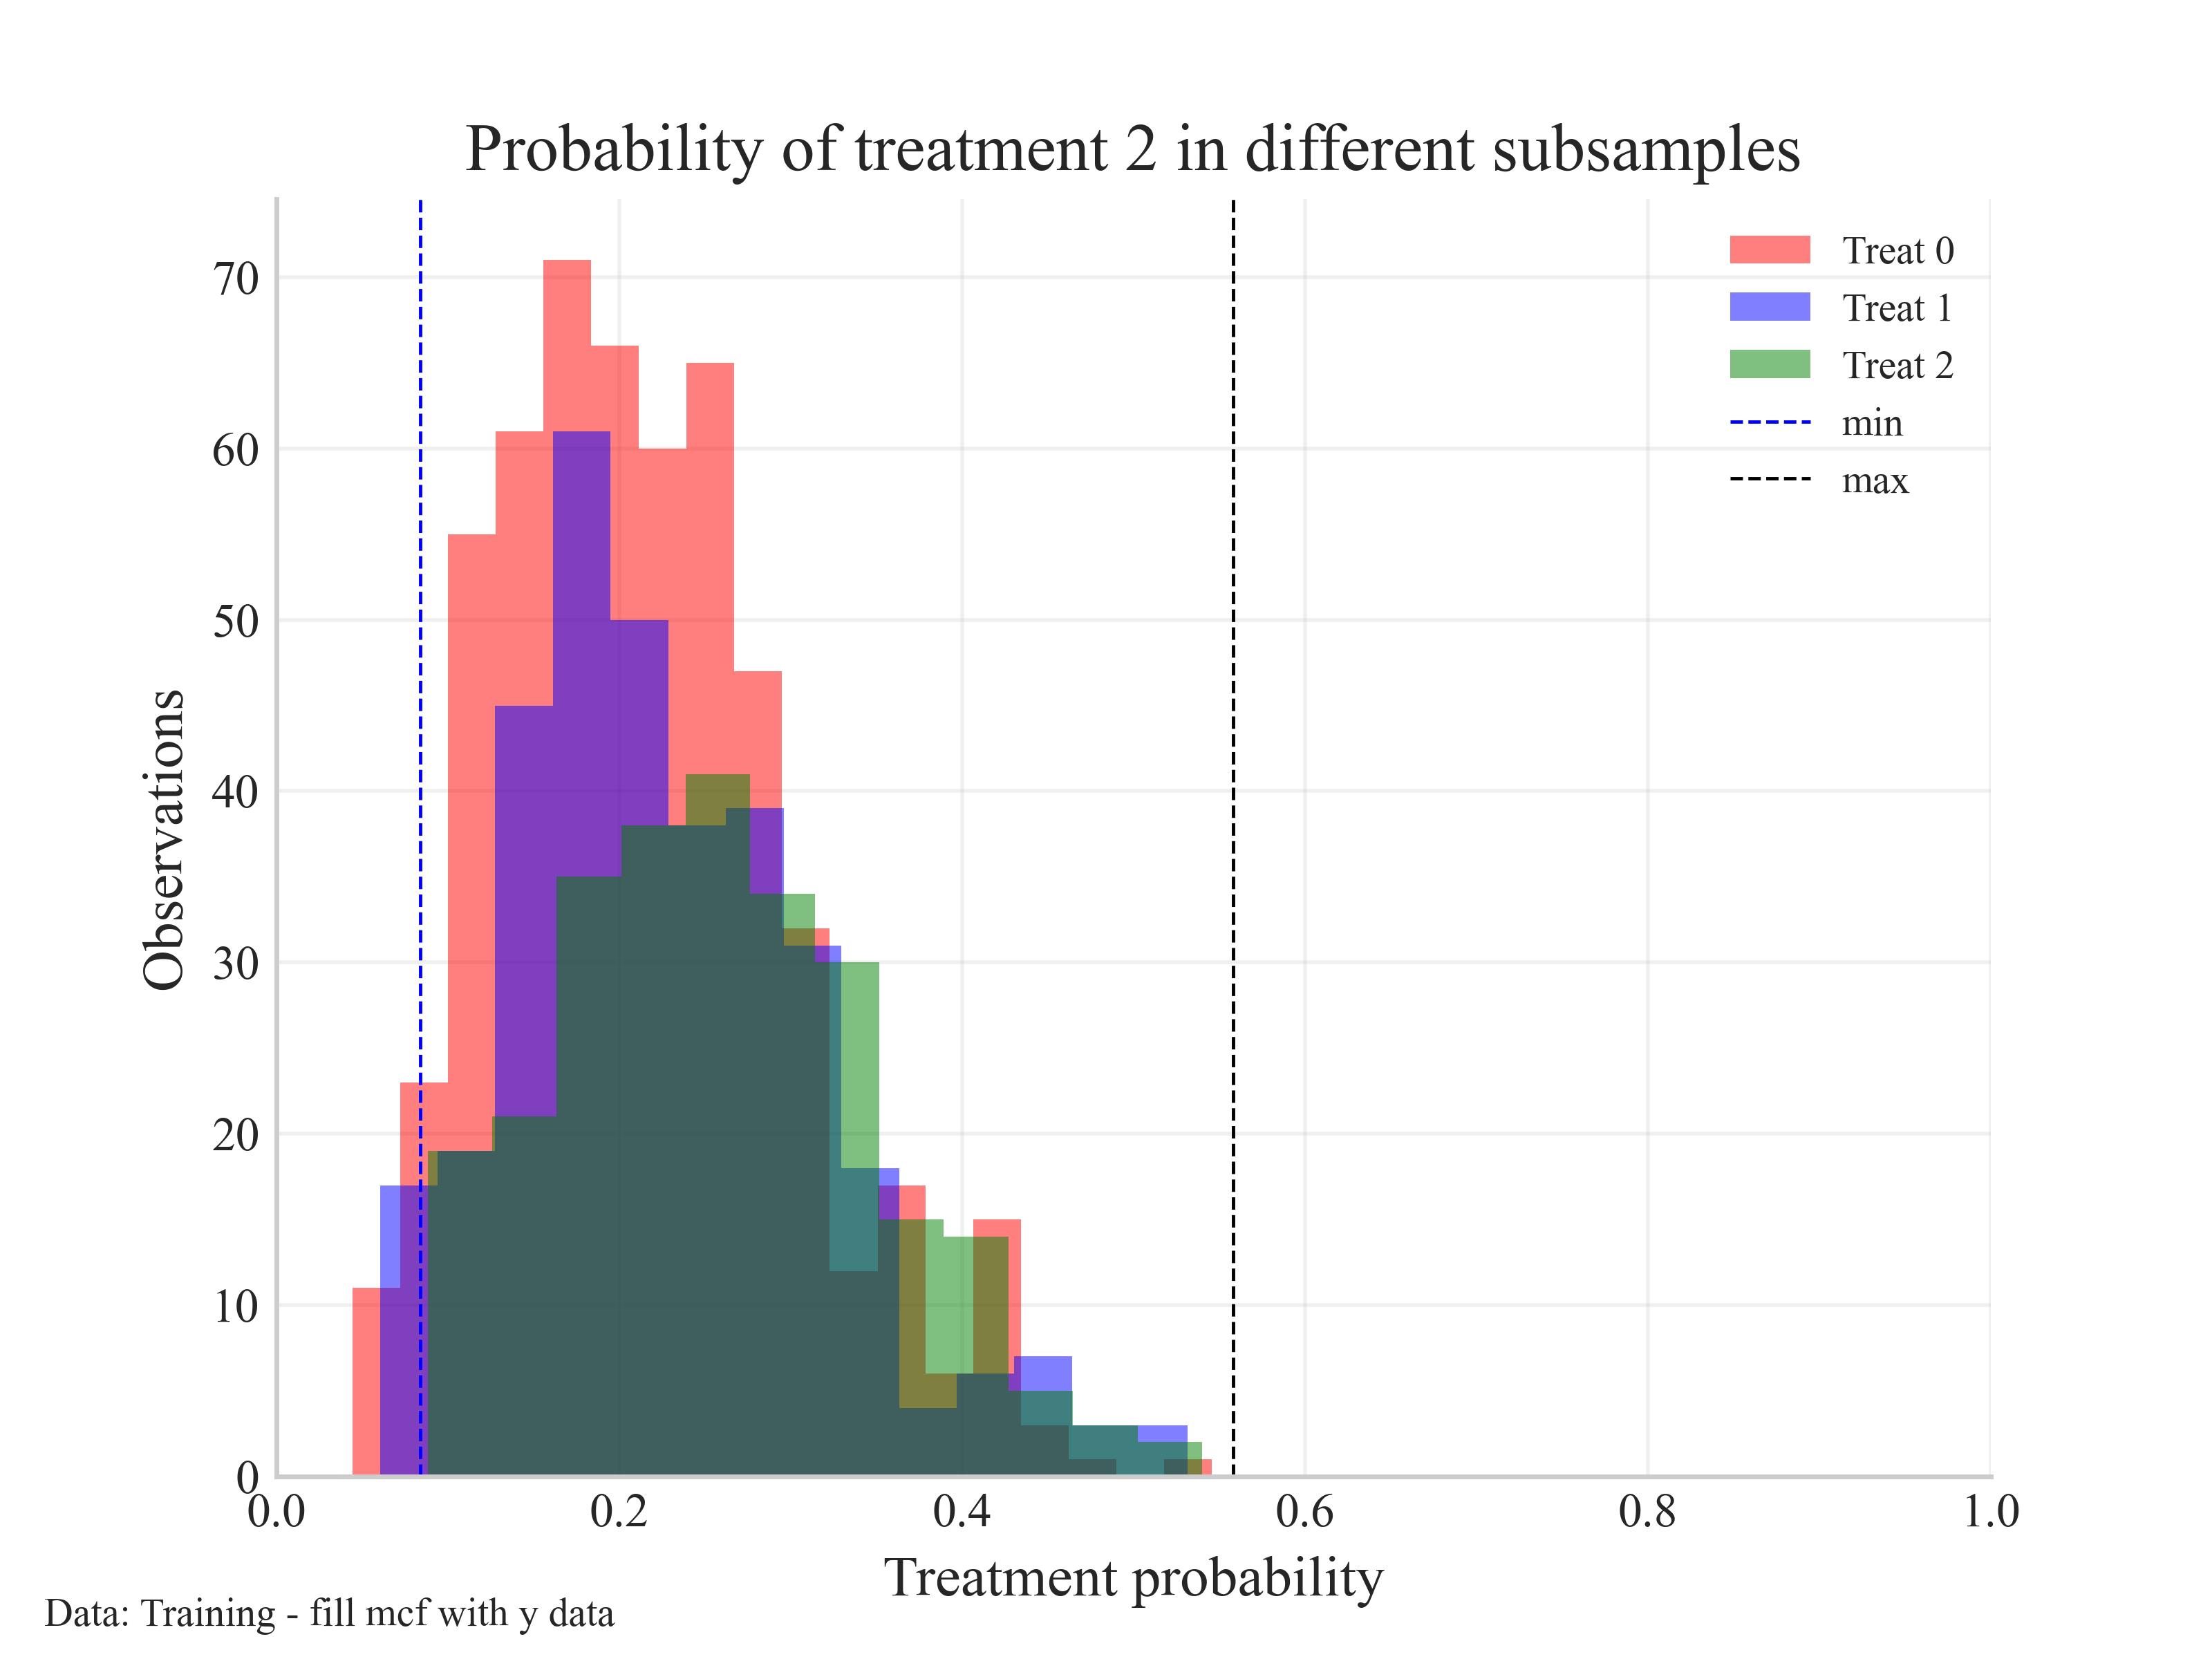 Probability of treatment 2 in different subsamples
Treat 0
Treat 1
Treat 2
min
max
Observations
70
60
50
40
30
20
10
0
0.0 0.2 0.4 0.6 0.8 1.0
Treatment probability
Data: Training - fill mcf with y data